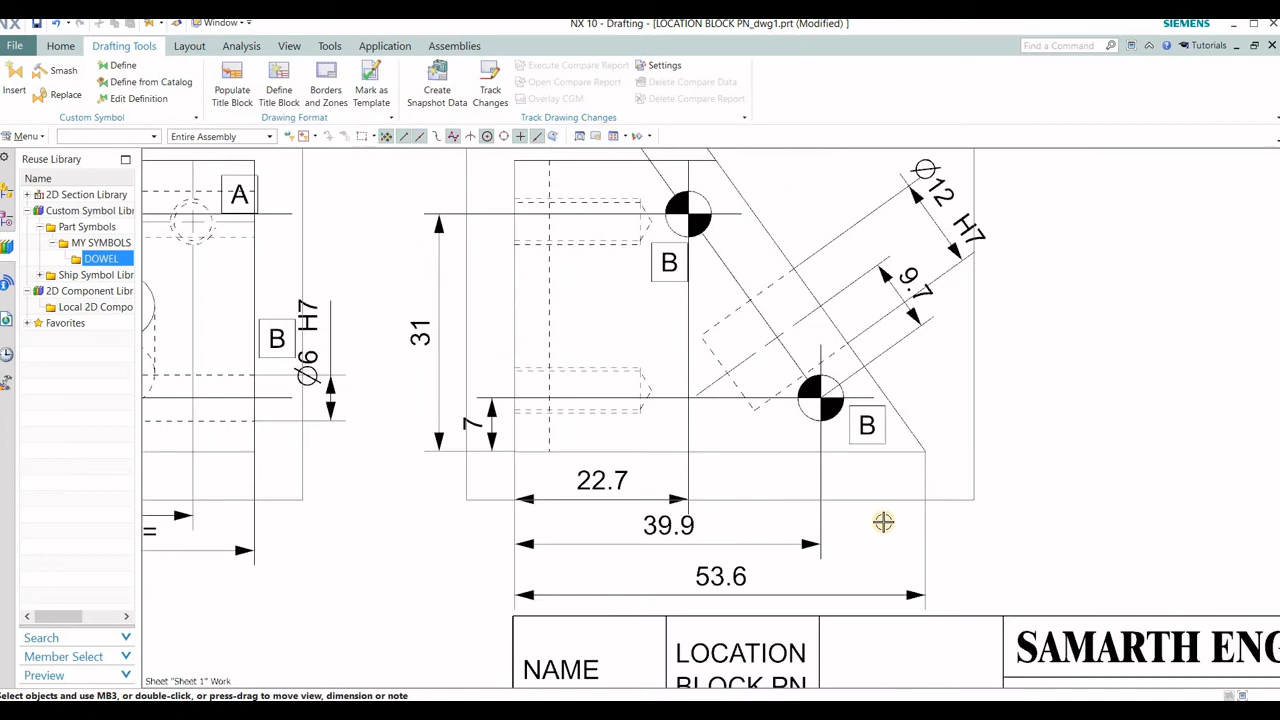 NX 10 - Drafting - [LOCATION BLOCK PN_dwg1.prt (Modified) ]
SIEMENS
Window
File
Home
Drafting Tools
Layout
Analysis
View
Tools
Application
Assemblies
Find a Command
Tutorials
Insert
Smash
Replace
Define
Define from Catalog
Edit Definition
Custom Symbol
Populate
Title Block
Define
Title Block
Borders
and Zones
Mark as
Template
Drawing Format
Create
Snapshot Data
Track
Changes
Execute Compare Report
Open Compare Report
Overlay CGM
Settings
Delete Compare Data
Delete Compare Report
Track Drawing Changes
Menu
Entire Assembly
Reuse Library
Name
2D Section Library
Custom Symbol Libr
Part Symbols
MY SYMBOLS
DOWEL
Ship Symbol Libr
2D Component Libra
Local 2D Compo
Favorites
Search
Member Select
Preview
A
B
Ø6 H7
=
31
7
B
B
Ø12 H7
9.7
22.7
39.9
53.6
NAME
LOCATION
BLOCK PN
SAMARTH ENG
Sheet "Sheet 1" Work
Select objects and use MB3, or double-click, or press-drag to move view, dimension or note